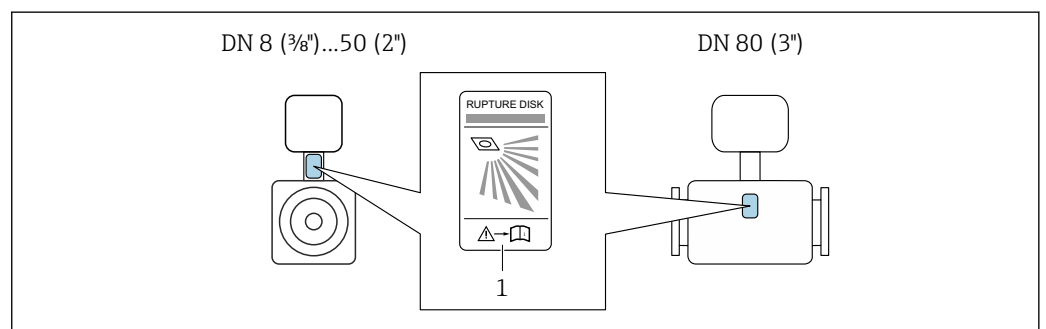 DN 8 (⅜")...50 (2")
DN 80 (3")
RUPTURE DISK
i
1